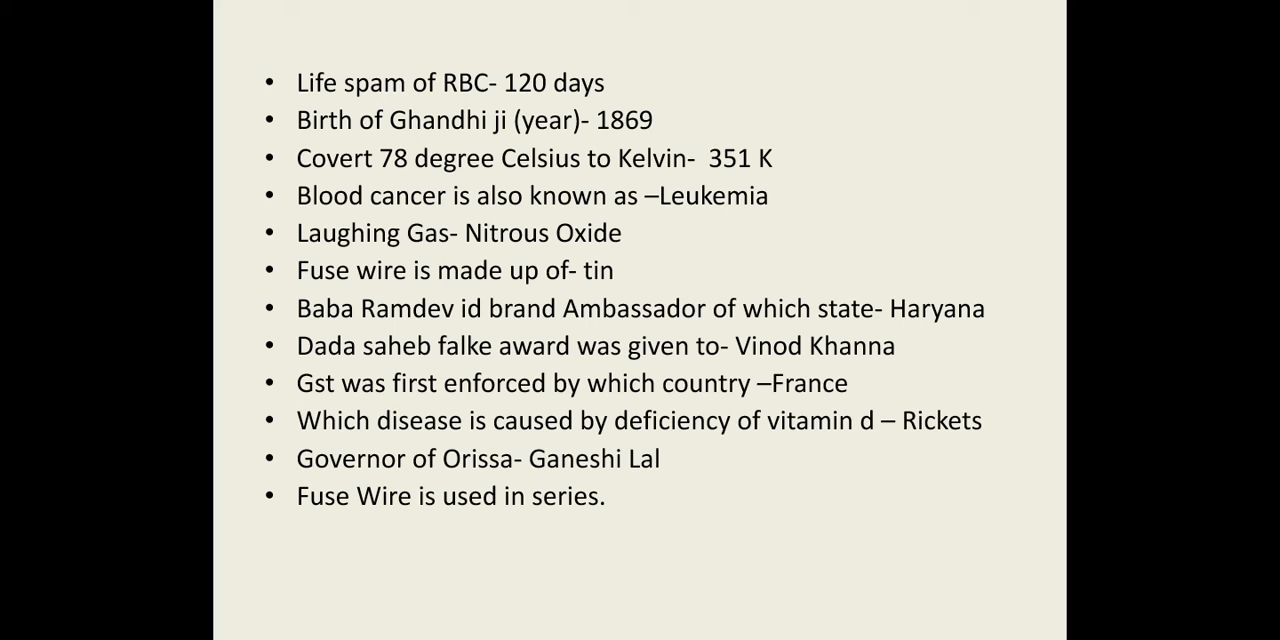 • Life spam of RBC- 120 days
• Birth of Ghandhi ji (year)- 1869
• Covert 78 degree Celsius to Kelvin-  351 K
• Blood cancer is also known as –Leukemia
• Laughing Gas- Nitrous Oxide
• Fuse wire is made up of- tin
• Baba Ramdev id brand Ambassador of which state- Haryana
• Dada saheb falke award was given to- Vinod Khanna
• Gst was first enforced by which country –France
• Which disease is caused by deficiency of vitamin d – Rickets
• Governor of Orissa- Ganeshi Lal
• Fuse Wire is used in series.